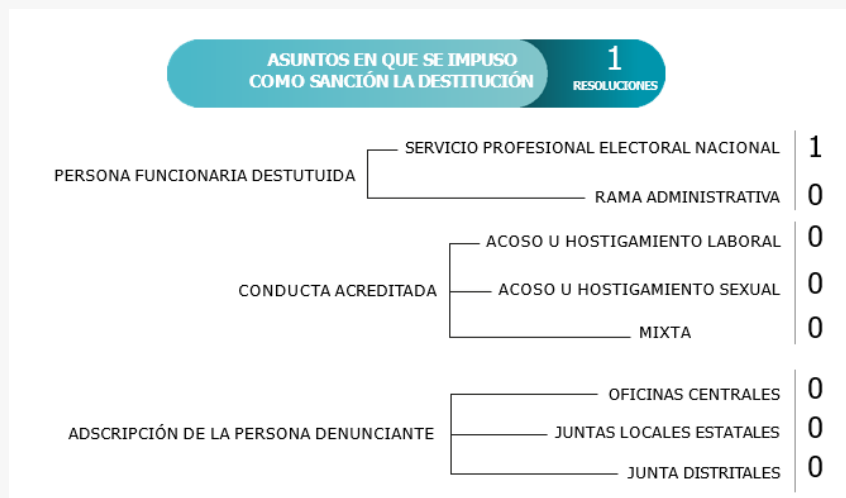 ASUNTOS EN QUE SE IMPUSO
COMO SANCIÓN LA DESTITUCIÓN
1
RESOLUCIONES
PERSONA FUNCIONARIA DESTUTUIDA
SERVICIO PROFESIONAL ELECTORAL NACIONAL 1
RAMA ADMINISTRATIVA 0
CONDUCTA ACREDITADA
ACOSO U HOSTIGAMIENTO LABORAL 0
ACOSO U HOSTIGAMIENTO SEXUAL 0
MIXTA 0
ADSCRIPCIÓN DE LA PERSONA DENUNCIANTE
OFICINAS CENTRALES 0
JUNTAS LOCALES ESTATALES 0
JUNTA DISTRITALES 0